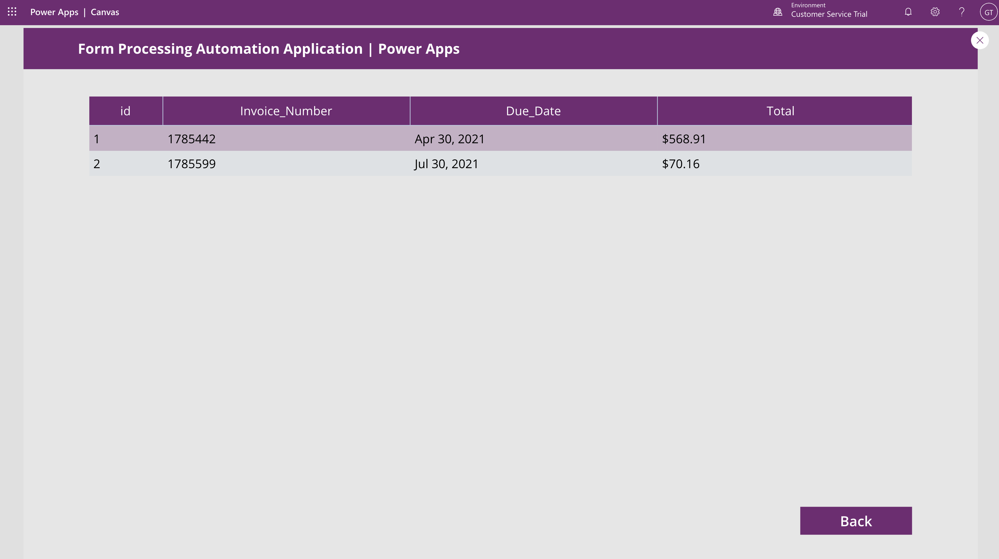 Power Apps | Canvas
Environment
Customer Service Trial
GT
Form Processing Automation Application | Power Apps
id Invoice_Number Due_Date Total
1 1785442 Apr 30, 2021 $568.91
2 1785599 Jul 30, 2021 $70.16
Back